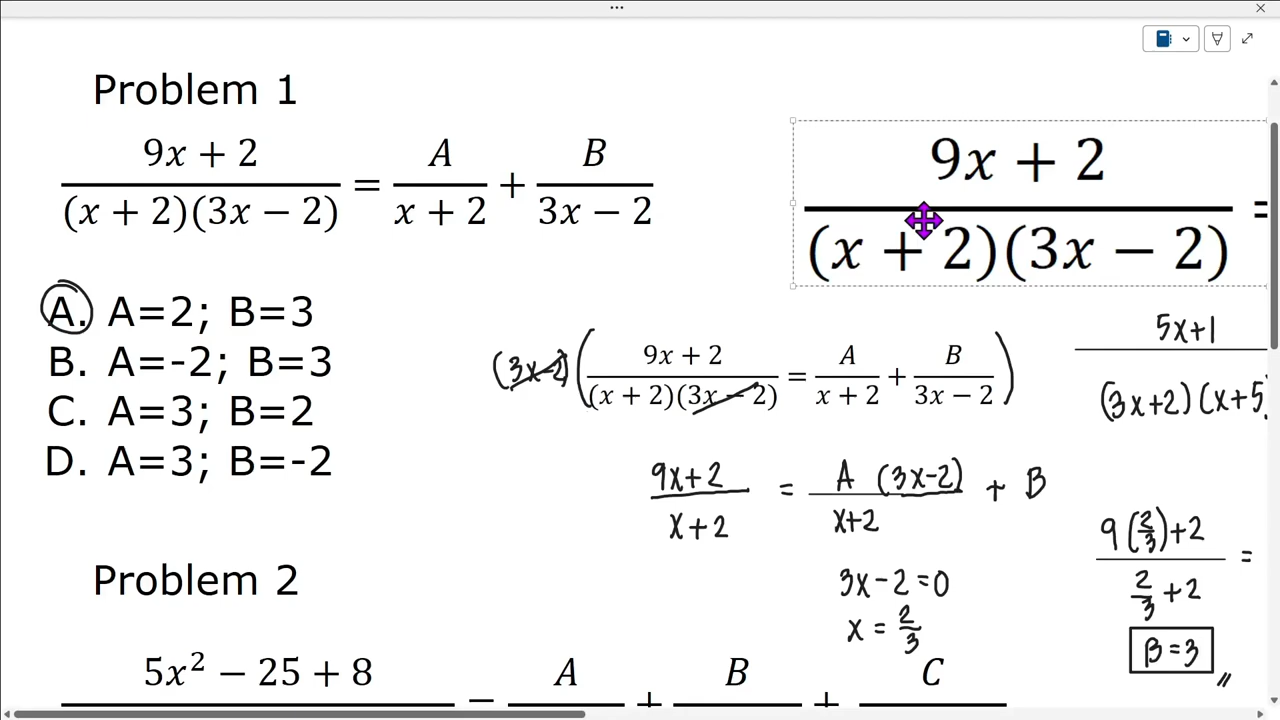 Problem 1
9x + 2 / (x + 2)(3x − 2) = A / x + 2 + B / 3x − 2
A. A=2; B=3
B. A=-2; B=3
C. A=3; B=2
D. A=3; B=-2
9x + 2 / (x + 2)(3x − 2) =
(3x-2) ( 9x + 2 / (x + 2)(3x − 2) = A / x + 2 + B / 3x − 2 )
5x+1 / (3x+2)(x+5)
9x+2 / x+2 = A (3x-2) / x+2 + B
3x-2=0
x = 2/3
9(2/3)+2 / 2/3 +2 =
B=3
Problem 2
5x² − 25 + 8
A
B
C
+
+